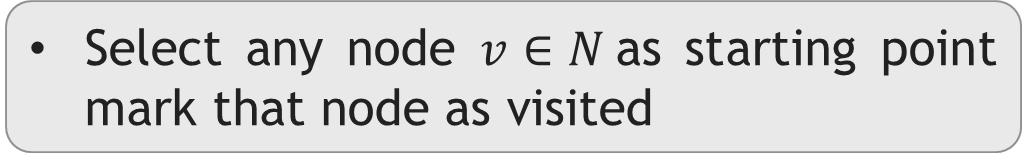 • Select any node 𝑣 ∈ 𝑁 as starting point
mark that node as visited